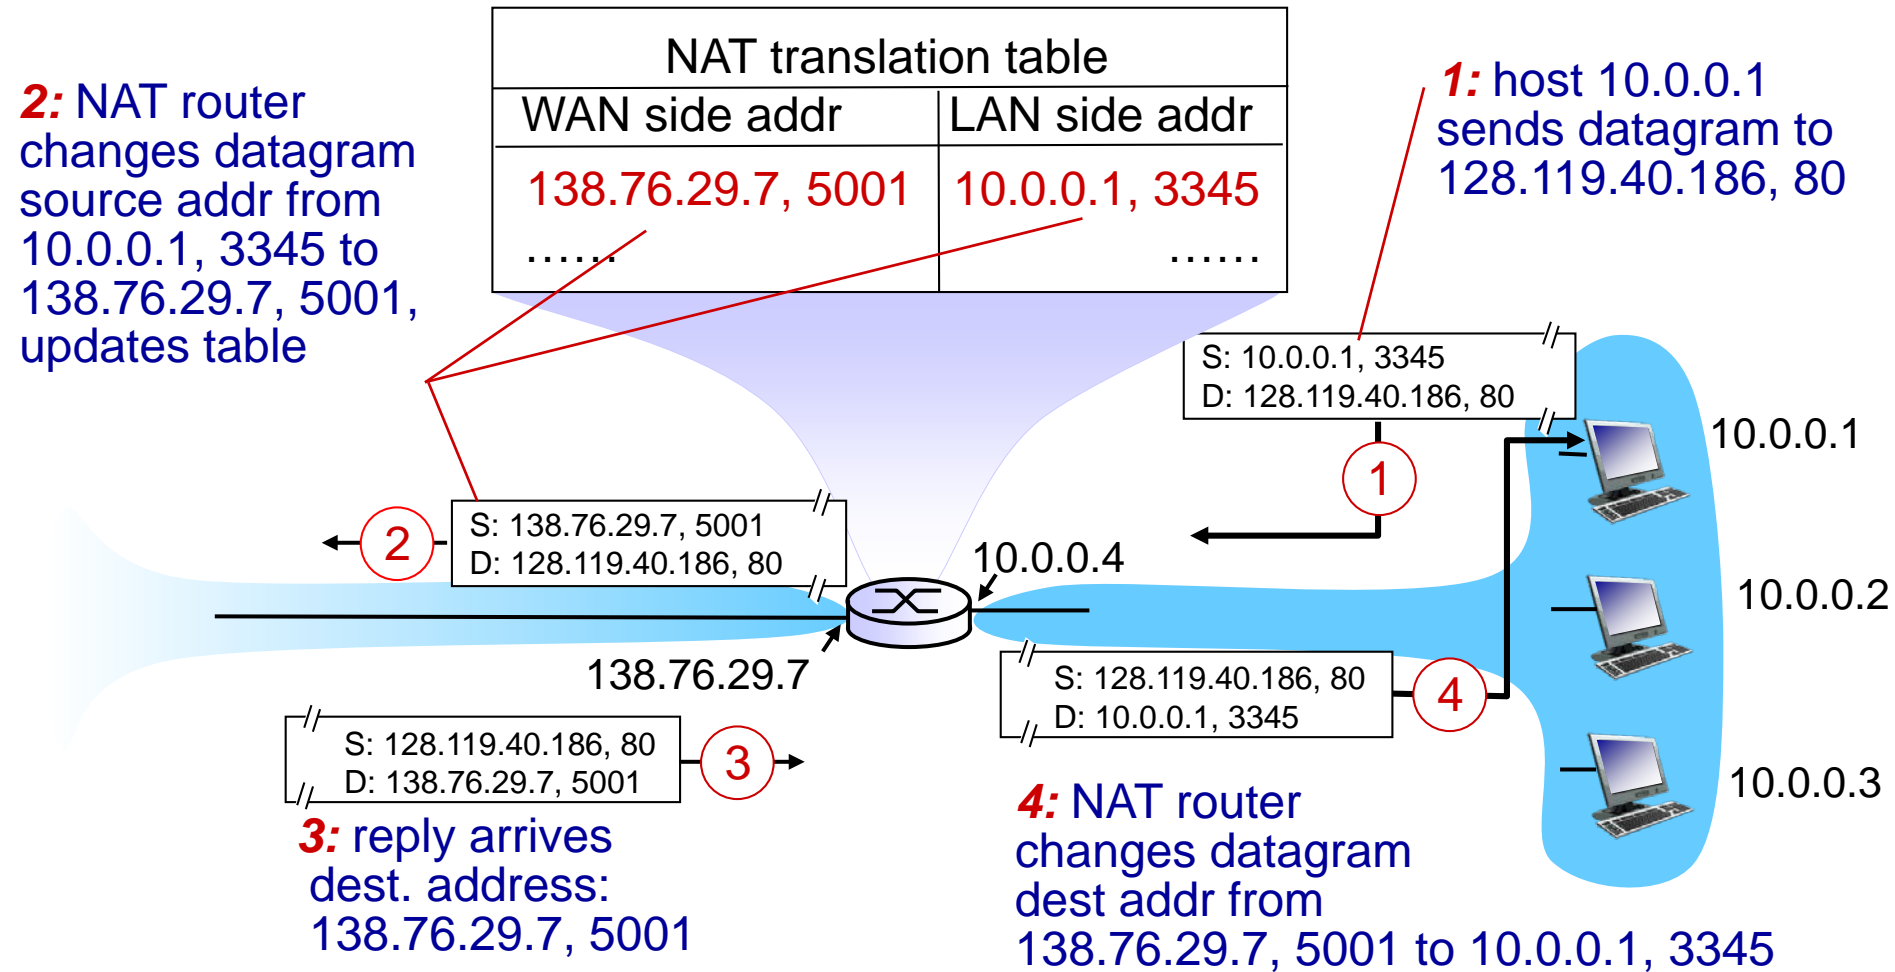 NAT translation table
WAN side addr
LAN side addr
138.76.29.7, 5001
10.0.0.1, 3345
......
......
2: NAT router
changes datagram
source addr from
10.0.0.1, 3345 to
138.76.29.7, 5001,
updates table
1: host 10.0.0.1
sends datagram to
128.119.40.186, 80
S: 10.0.0.1, 3345
D: 128.119.40.186, 80
1
10.0.0.1
S: 138.76.29.7, 5001
D: 128.119.40.186, 80
2
10.0.0.4
10.0.0.2
138.76.29.7
S: 128.119.40.186, 80
D: 10.0.0.1, 3345
4
S: 128.119.40.186, 80
D: 138.76.29.7, 5001
3
10.0.0.3
3: reply arrives
dest. address:
138.76.29.7, 5001
4: NAT router
changes datagram
dest addr from
138.76.29.7, 5001 to 10.0.0.1, 3345